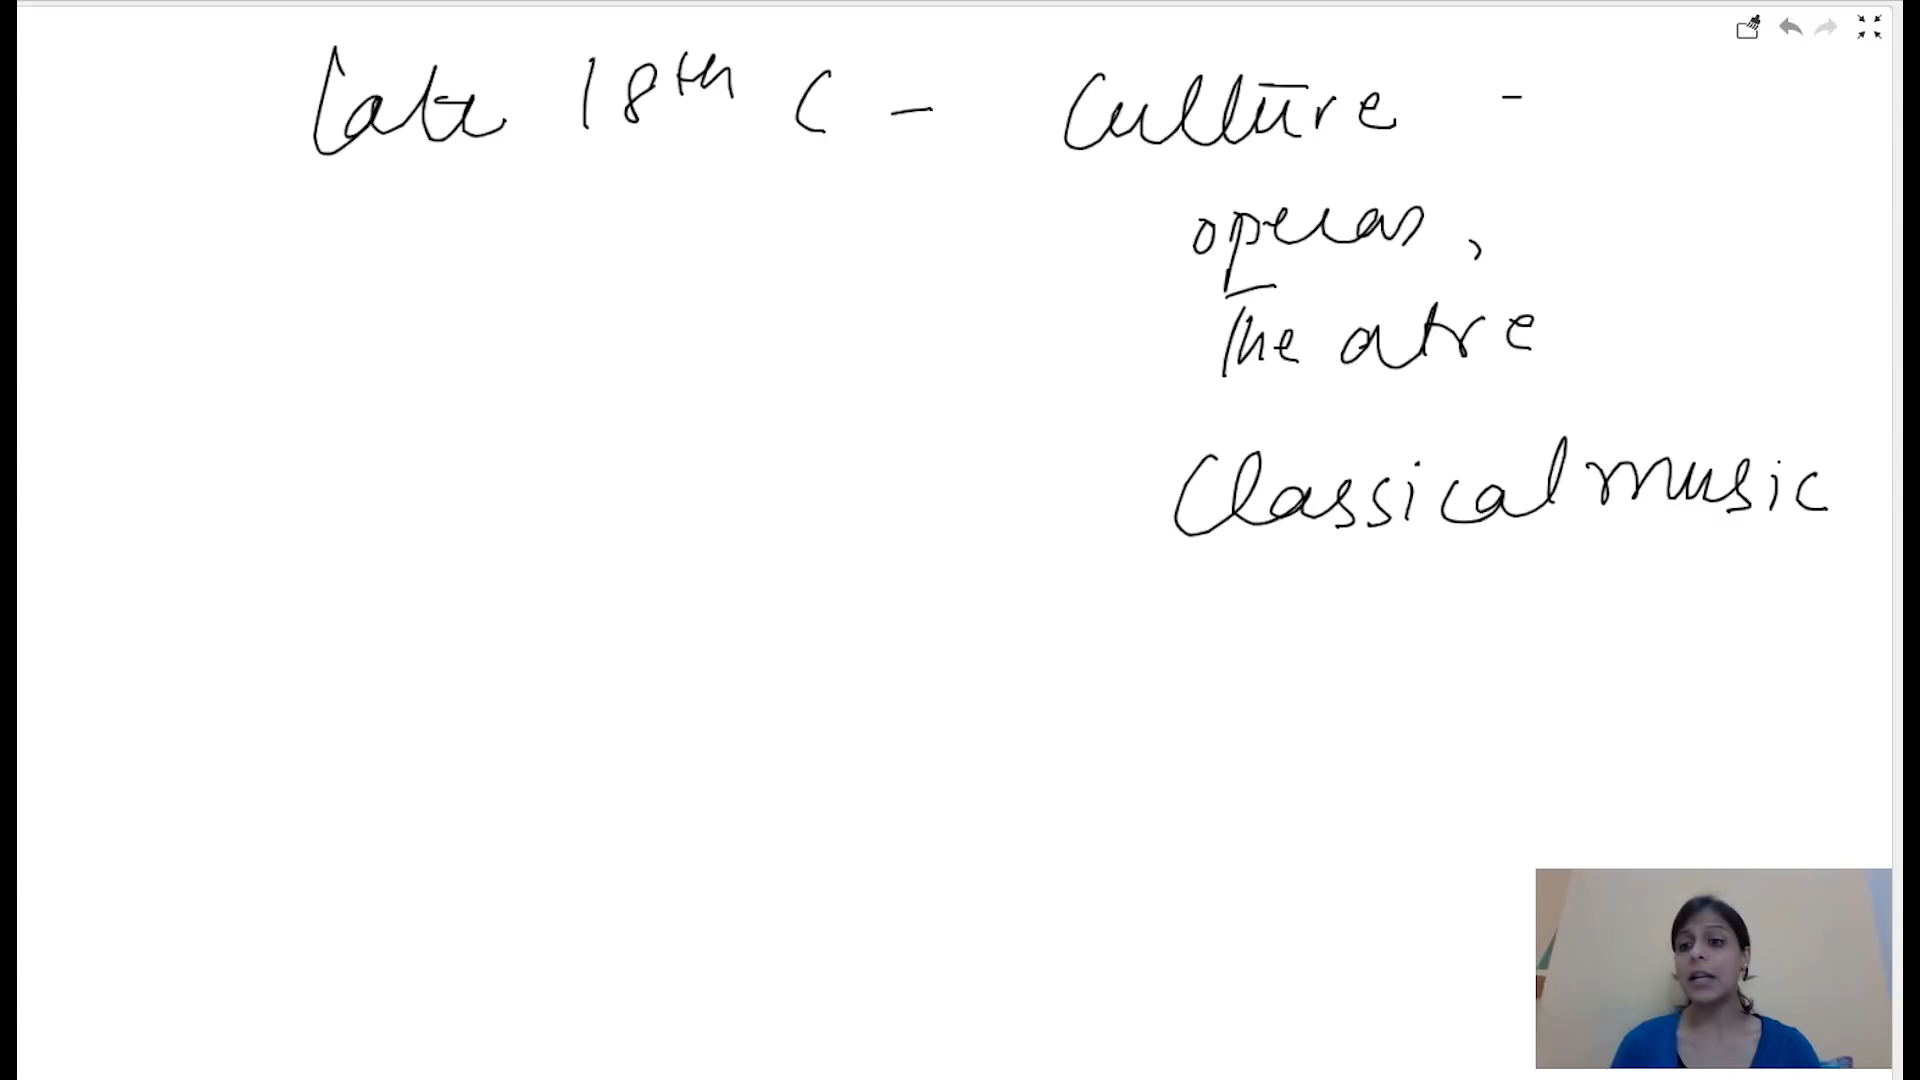 Late 18th C - Culture -
operas,
Theatre
Classical music